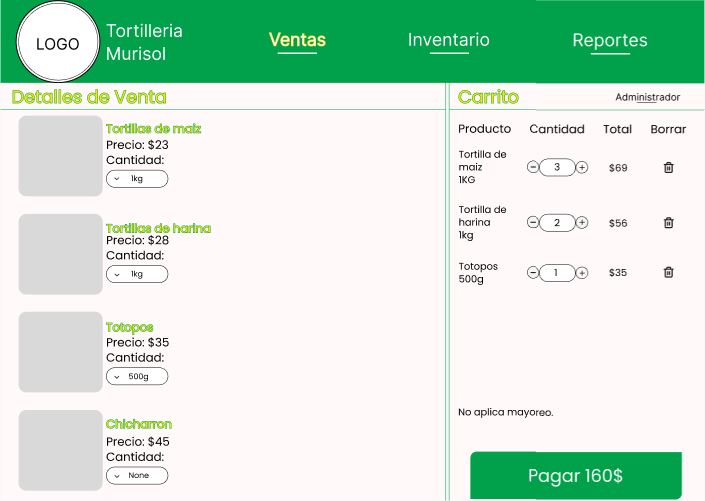 LOGO
Tortilleria
Murisol
Ventas
Inventario
Reportes
Detalles de Venta
Tortillas de maiz
Precio: $23
Cantidad:
1kg
Tortillas de harina
Precio: $28
Cantidad:
1kg
Totopos
Precio: $35
Cantidad:
500g
Chicharron
Precio: $45
Cantidad:
None
Carrito
Administrador
Producto Cantidad Total Borrar
Tortilla de
maiz
1KG
3
$69
Tortilla de
harina
1kg
2
$56
Totopos
500g
1
$35
No aplica mayoreo.
Pagar 160$